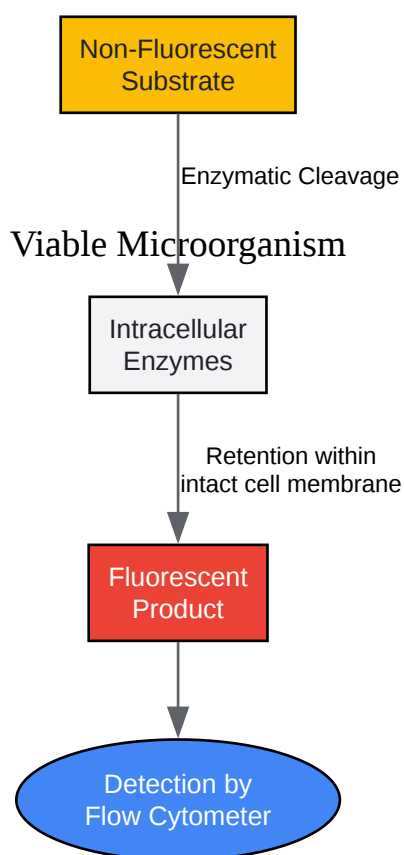 Non-Fluorescent
Substrate
Enzymatic Cleavage
Viable Microorganism
Intracellular
Enzymes
Retention within
intact cell membrane
Fluorescent
Product
Detection by
Flow Cytometer